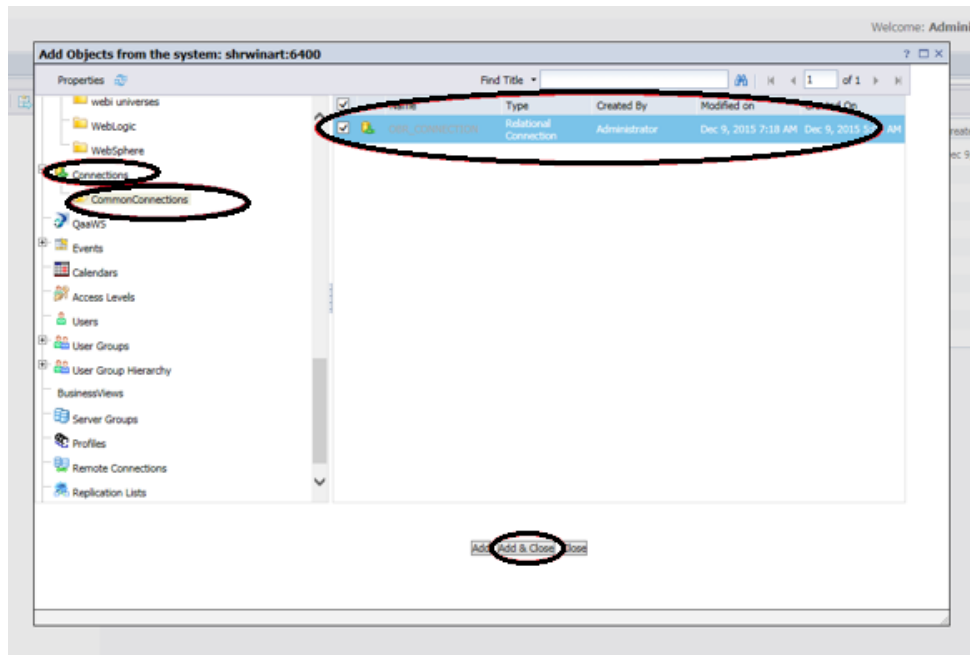 Welcome: Admini
Add Objects from the system: shrwinart:6400 ?
Properties Find Title 1 of 1
webi universes
WebLogic
WebSphere
Connections
CommonConnections
QaaWS
Events
Calendars
Access Levels
Users
User Groups
User Group Hierarchy
BusinessViews
Server Groups
Profiles
Remote Connections
Replication Lists
Name Type Created By Modified on Created On
Relational Connection Administrator Dec 9, 2015 7:18 AM Dec 9, 2015 AM
Add Add & Close Close